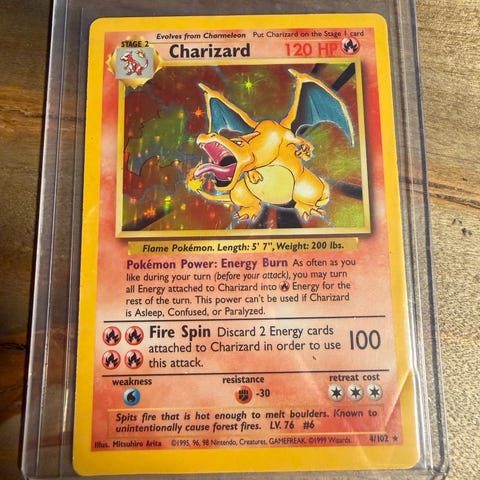 Evolves from Charmeleon Put Charizard on the Stage 1 card
STAGE 2
Charizard 120 HP
Flame Pokémon. Length: 5' 7", Weight: 200 lbs.
Pokémon Power: Energy Burn As often as you
like during your turn (before your attack), you may turn
all Energy attached to Charizard into Energy for the
rest of the turn. This power can't be used if Charizard
is Asleep, Confused, or Paralyzed.
Fire Spin Discard 2 Energy cards
attached to Charizard in order to use 100
this attack.
weakness resistance retreat cost
-30
Spits fire that is hot enough to melt boulders. Known to
unintentionally cause forest fires. LV. 76 #6
Illus. Mitsuhiro Arita ©1995, 96, 98 Nintendo, Creatures, GAMEFREAK. ©1999 Wizards. 4/102 ★